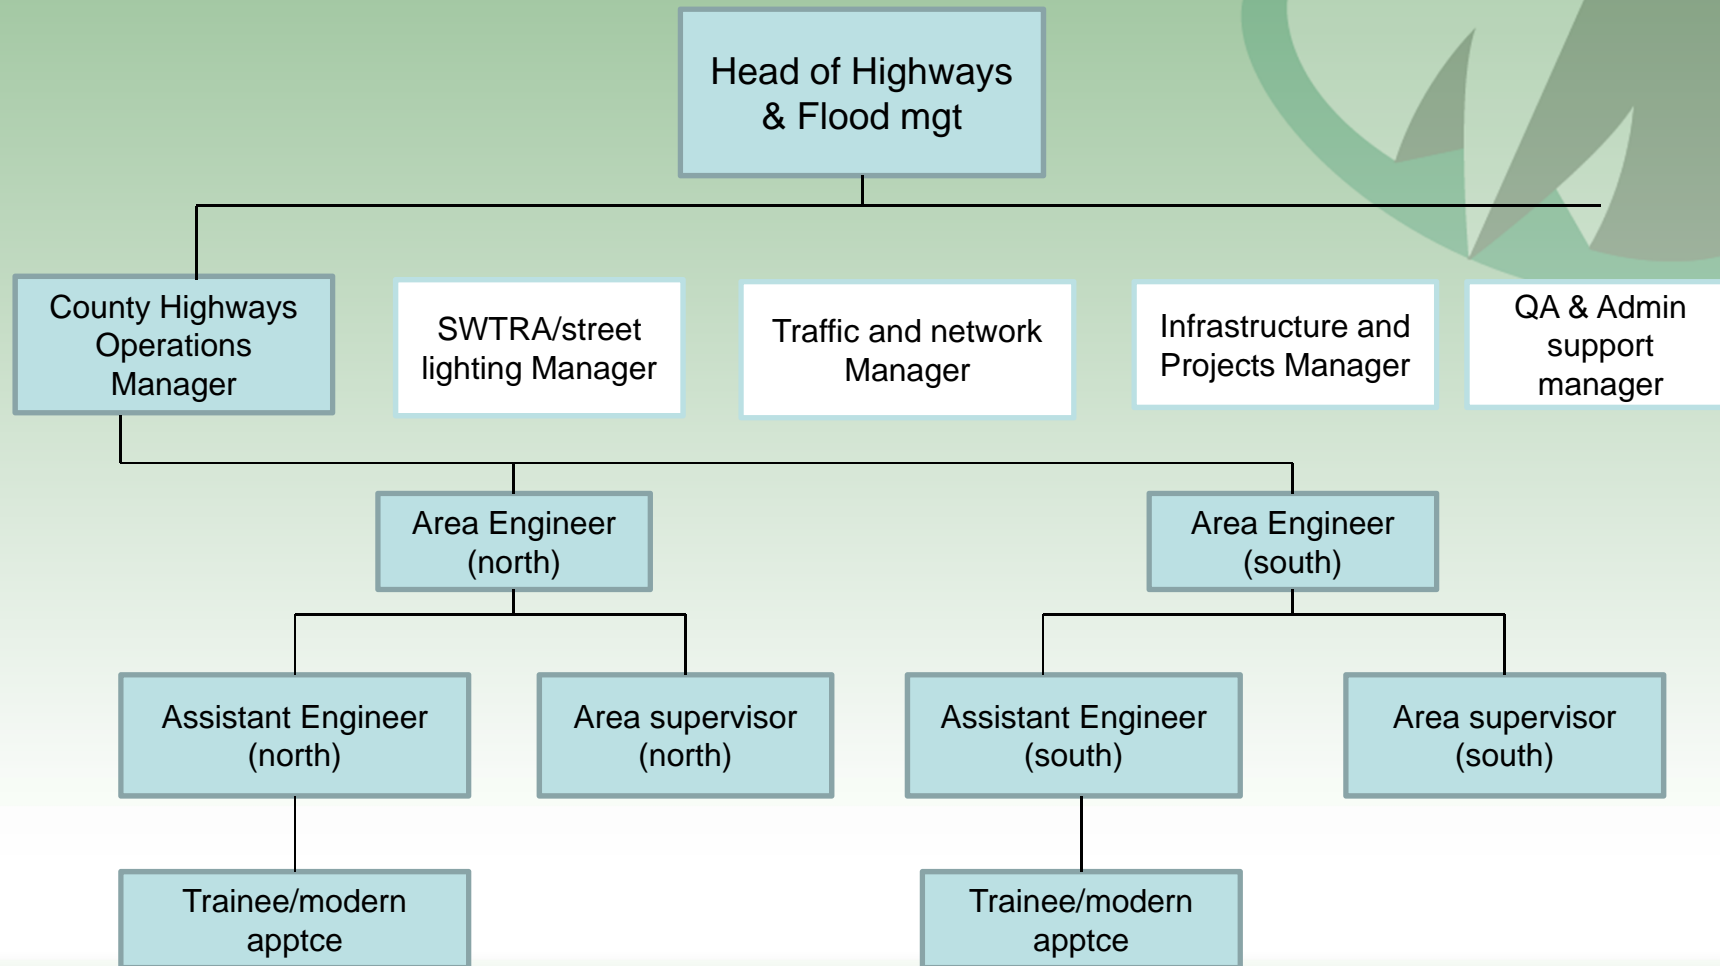 Head of Highways
& Flood mgt
County Highways
Operations
Manager
SWTRA/street
lighting Manager
Traffic and network
Manager
Infrastructure and
Projects Manager
QA & Admin
support
manager
Area Engineer
(north)
Area Engineer
(south)
Assistant Engineer
(north)
Area supervisor
(north)
Assistant Engineer
(south)
Area supervisor
(south)
Trainee/modern
apptce
Trainee/modern
apptce